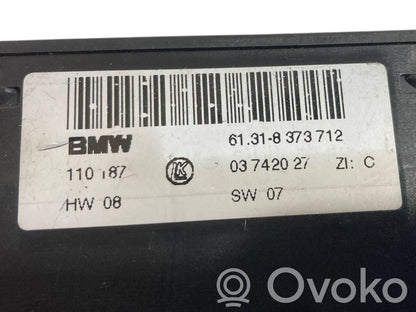 BMW 61.31-8 373 712
110 187 K 03 7420 27 ZI: C
HW 08 SW 07
Ovoko